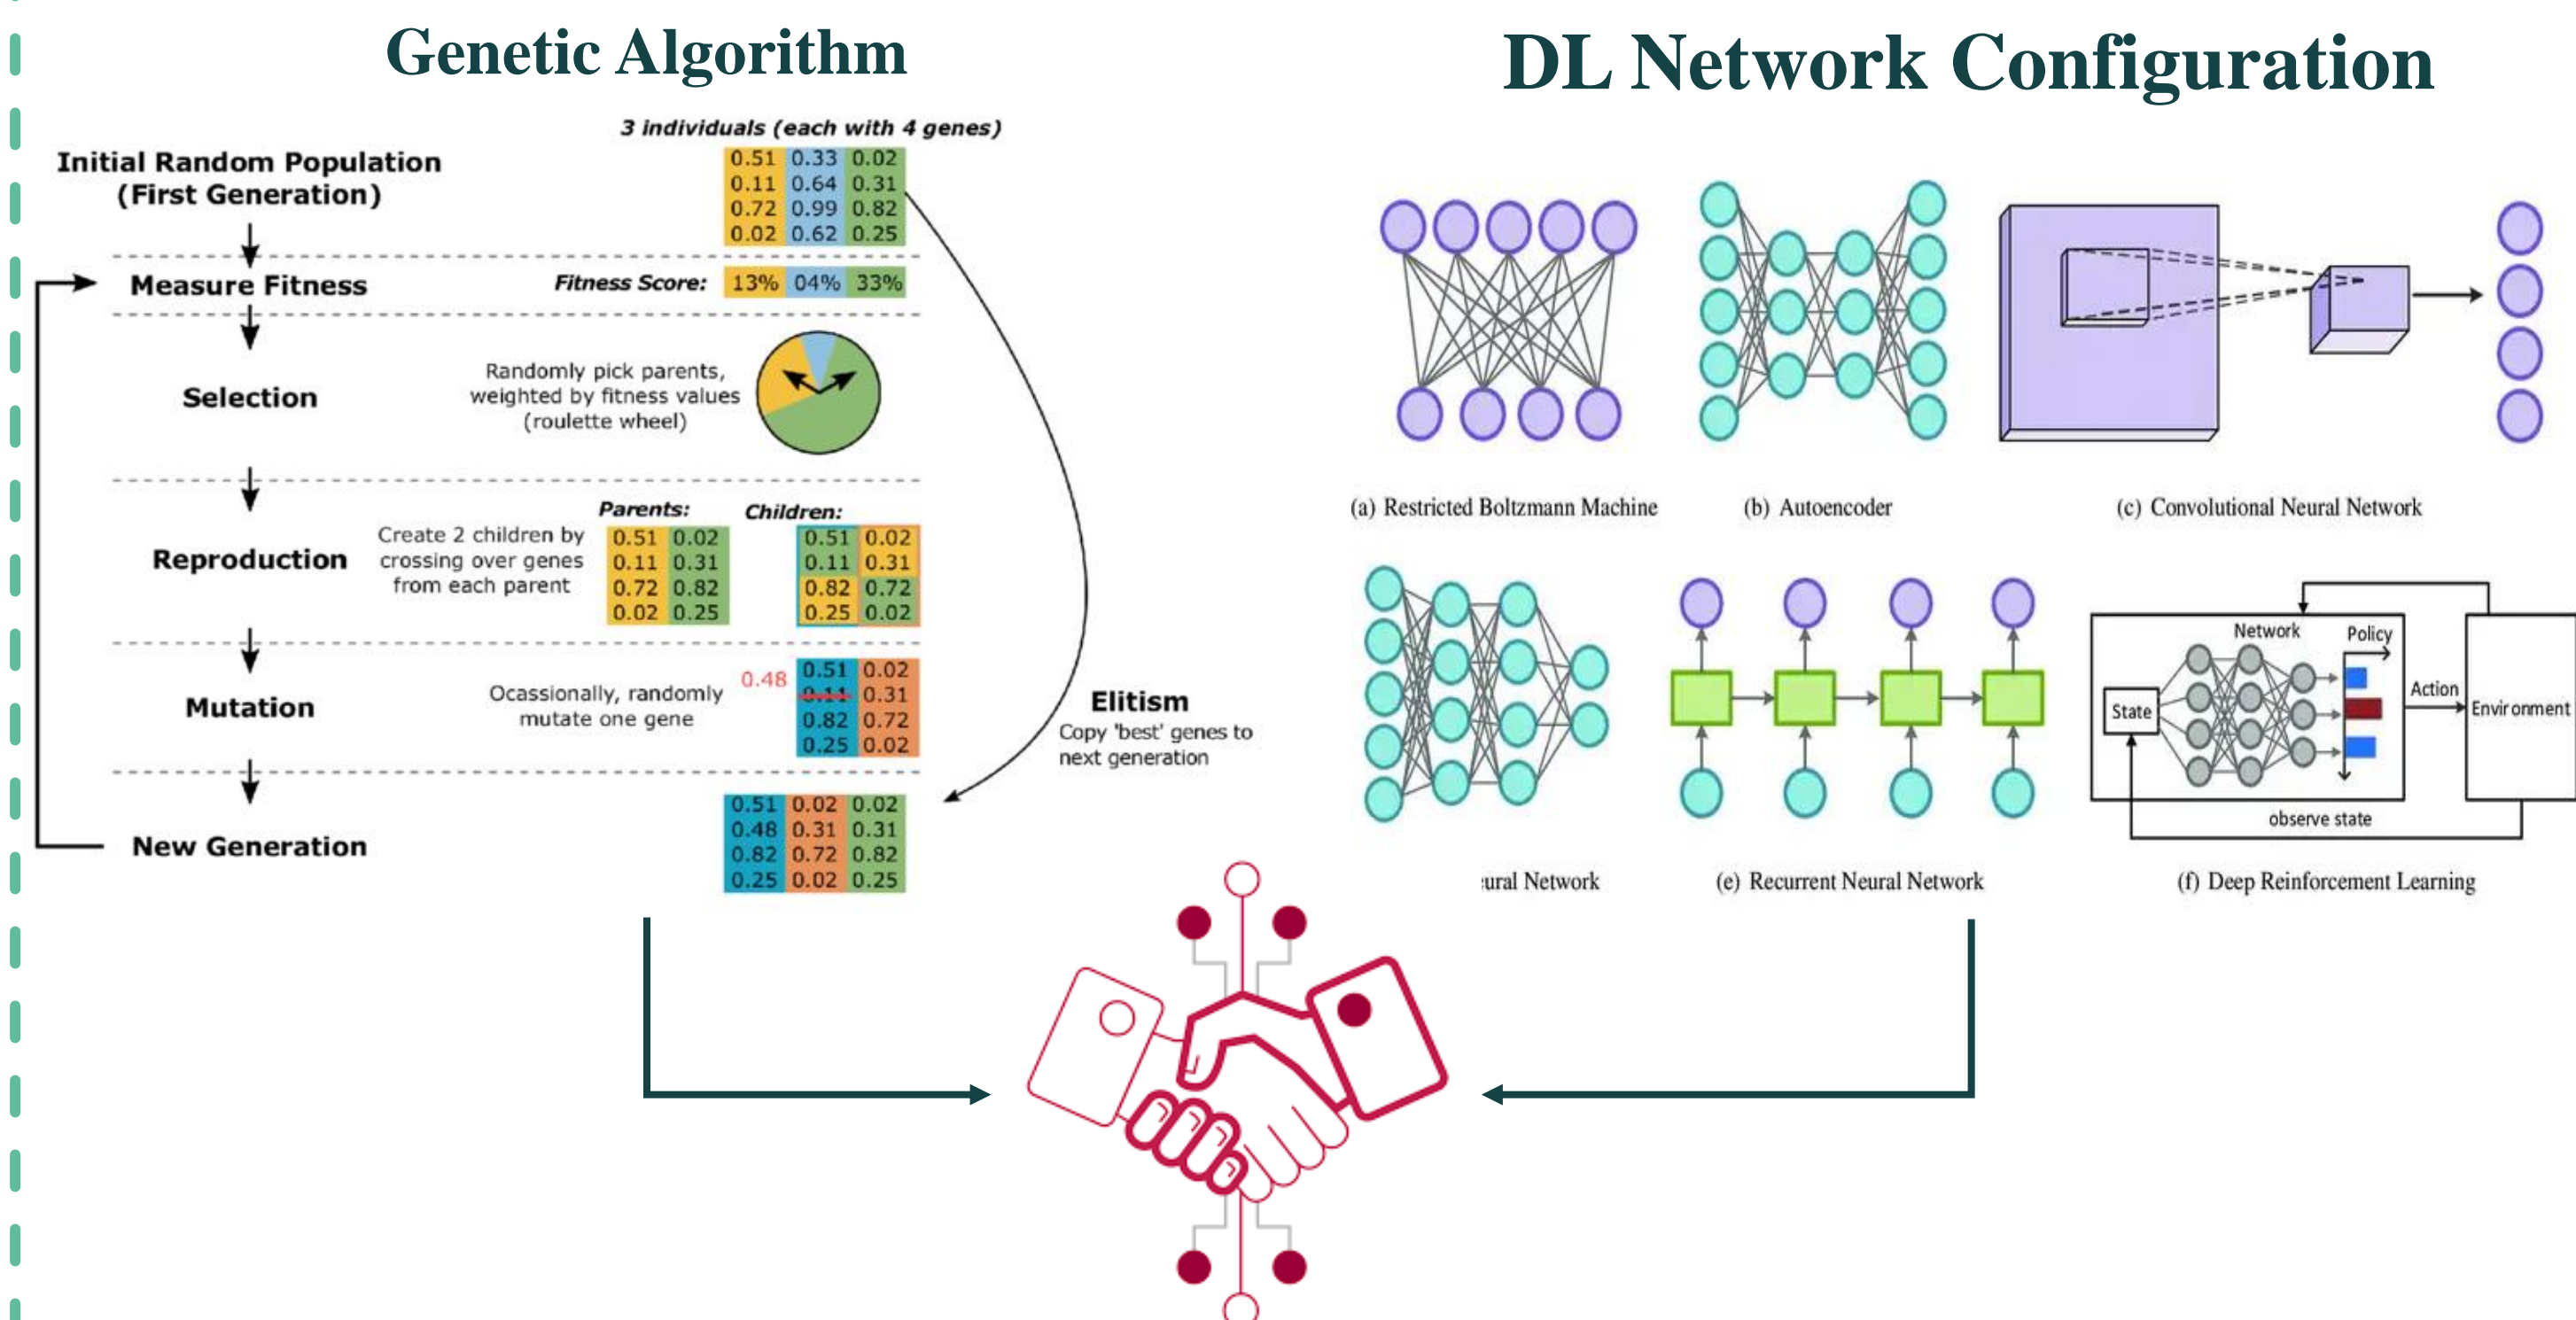 Genetic Algorithm
3 individuals (each with 4 genes)
Initial Random Population
(First Generation)
0.51 0.33 0.02
0.11 0.64 0.31
0.72 0.99 0.82
0.02 0.62 0.25
Measure Fitness
Fitness Score:
13% 04% 33%
Selection
Randomly pick parents,
weighted by fitness values
(roulette wheel)
Reproduction
Create 2 children by
crossing over genes
from each parent
Parents:
0.51 0.02
0.11 0.31
0.72 0.82
0.02 0.25
Children:
0.51 0.02
0.11 0.31
0.82 0.72
0.25 0.02
Mutation
Ocassionally, randomly
mutate one gene
0.48
0.51 0.02
0.11 0.31
0.82 0.72
0.25 0.02
Elitism
Copy 'best' genes to
next generation
New Generation
0.51 0.02 0.02
0.48 0.31 0.31
0.82 0.72 0.82
0.25 0.02 0.25
DL Network Configuration
(a) Restricted Boltzmann Machine
(b) Autoencoder
(c) Convolutional Neural Network
Network
Policy
State
Action
Environment
observe state
ural Network
(e) Recurrent Neural Network
(f) Deep Reinforcement Learning